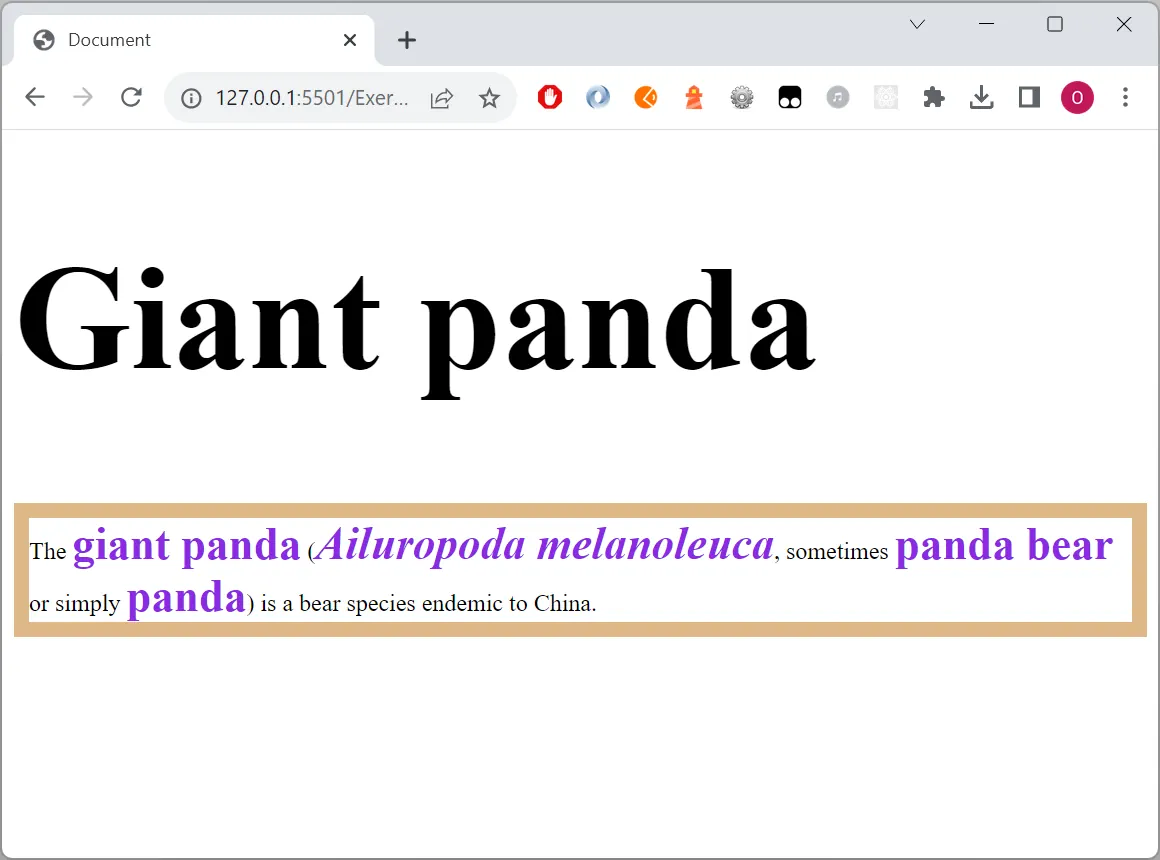 Document
127.0.0.1:5501/Exer...
O
Giant panda
The giant panda (Ailuropoda melanoleuca, sometimes panda bear
or simply panda) is a bear species endemic to China.